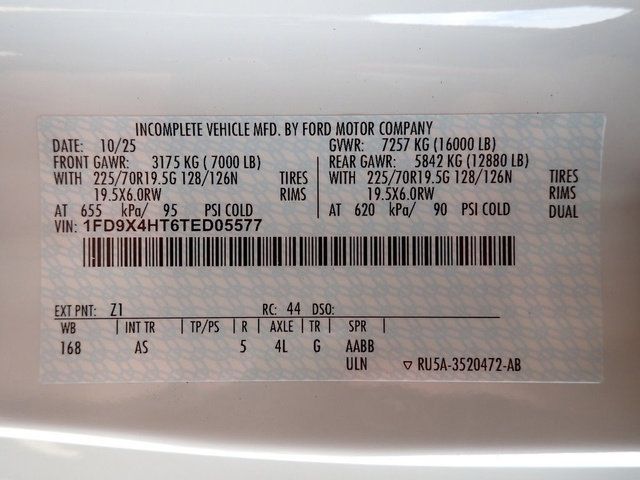 INCOMPLETE VEHICLE MFD. BY FORD MOTOR COMPANY
DATE: 10/25 GVWR: 7257 KG (16000 LB)
FRONT GAWR: 3175 KG ( 7000 LB) REAR GAWR: 5842 KG (12880 LB)
WITH 225/70R19.5G 128/126N TIRES WITH 225/70R19.5G 128/126N TIRES
19.5X6.0RW RIMS 19.5X6.0RW RIMS
AT 655 kPa/ 95 PSI COLD AT 620 kPa/ 90 PSI COLD DUAL
VIN: 1FD9X4HT6TED05577
EXT PNT: Z1 RC: 44 DSO:
WB INT TR TP/PS R AXLE TR SPR
168 AS 5 4L G AABB
ULN ▽ RU5A-3520472-AB